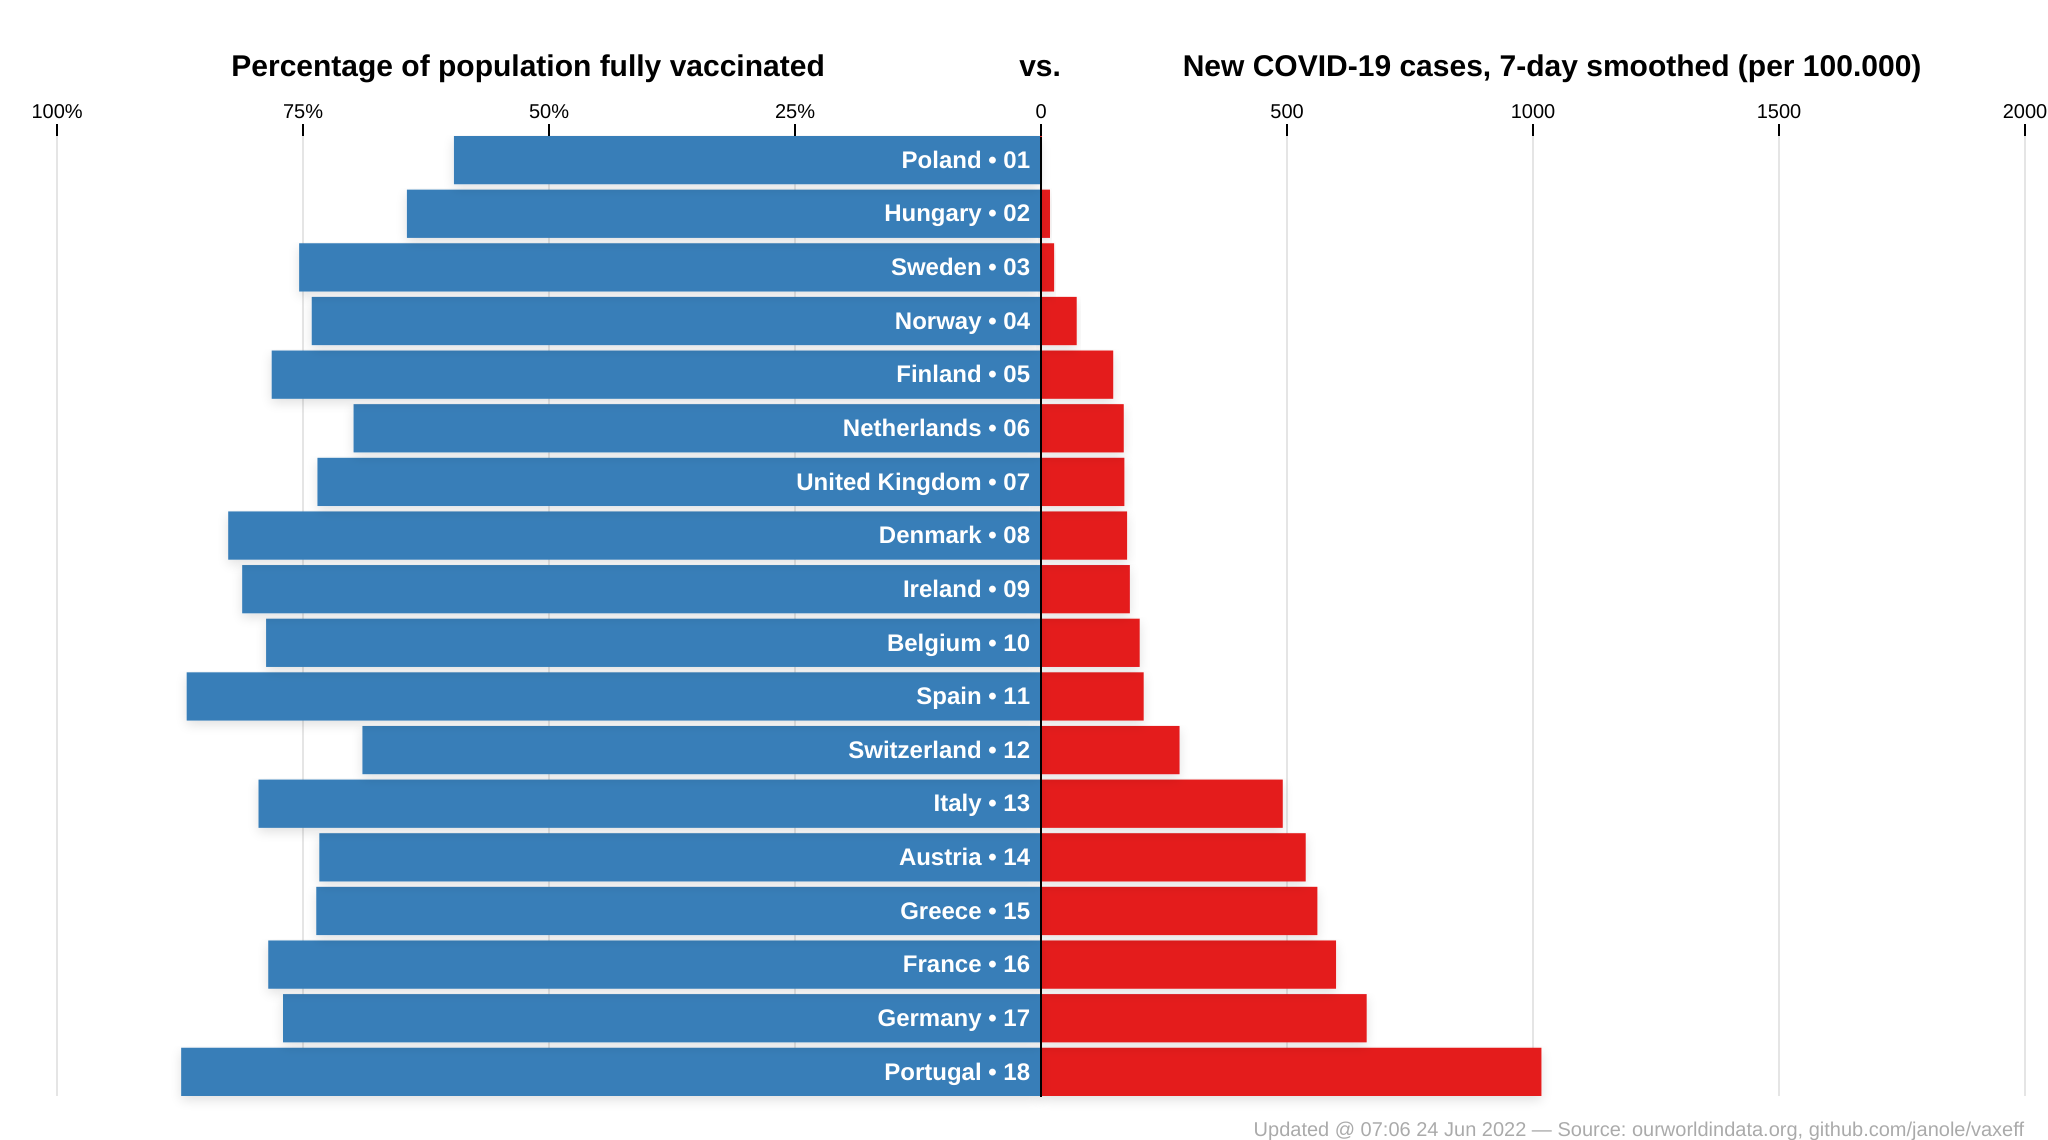 Percentage of population fully vaccinated vs. New COVID-19 cases, 7-day smoothed (per 100.000)
100% 75% 50% 25% 0 500 1000 1500 2000
Poland • 01
Hungary • 02
Sweden • 03
Norway • 04
Finland • 05
Netherlands • 06
United Kingdom • 07
Denmark • 08
Ireland • 09
Belgium • 10
Spain • 11
Switzerland • 12
Italy • 13
Austria • 14
Greece • 15
France • 16
Germany • 17
Portugal • 18
Updated @ 07:06 24 Jun 2022 — Source: ourworldindata.org, github.com/janole/vaxeff